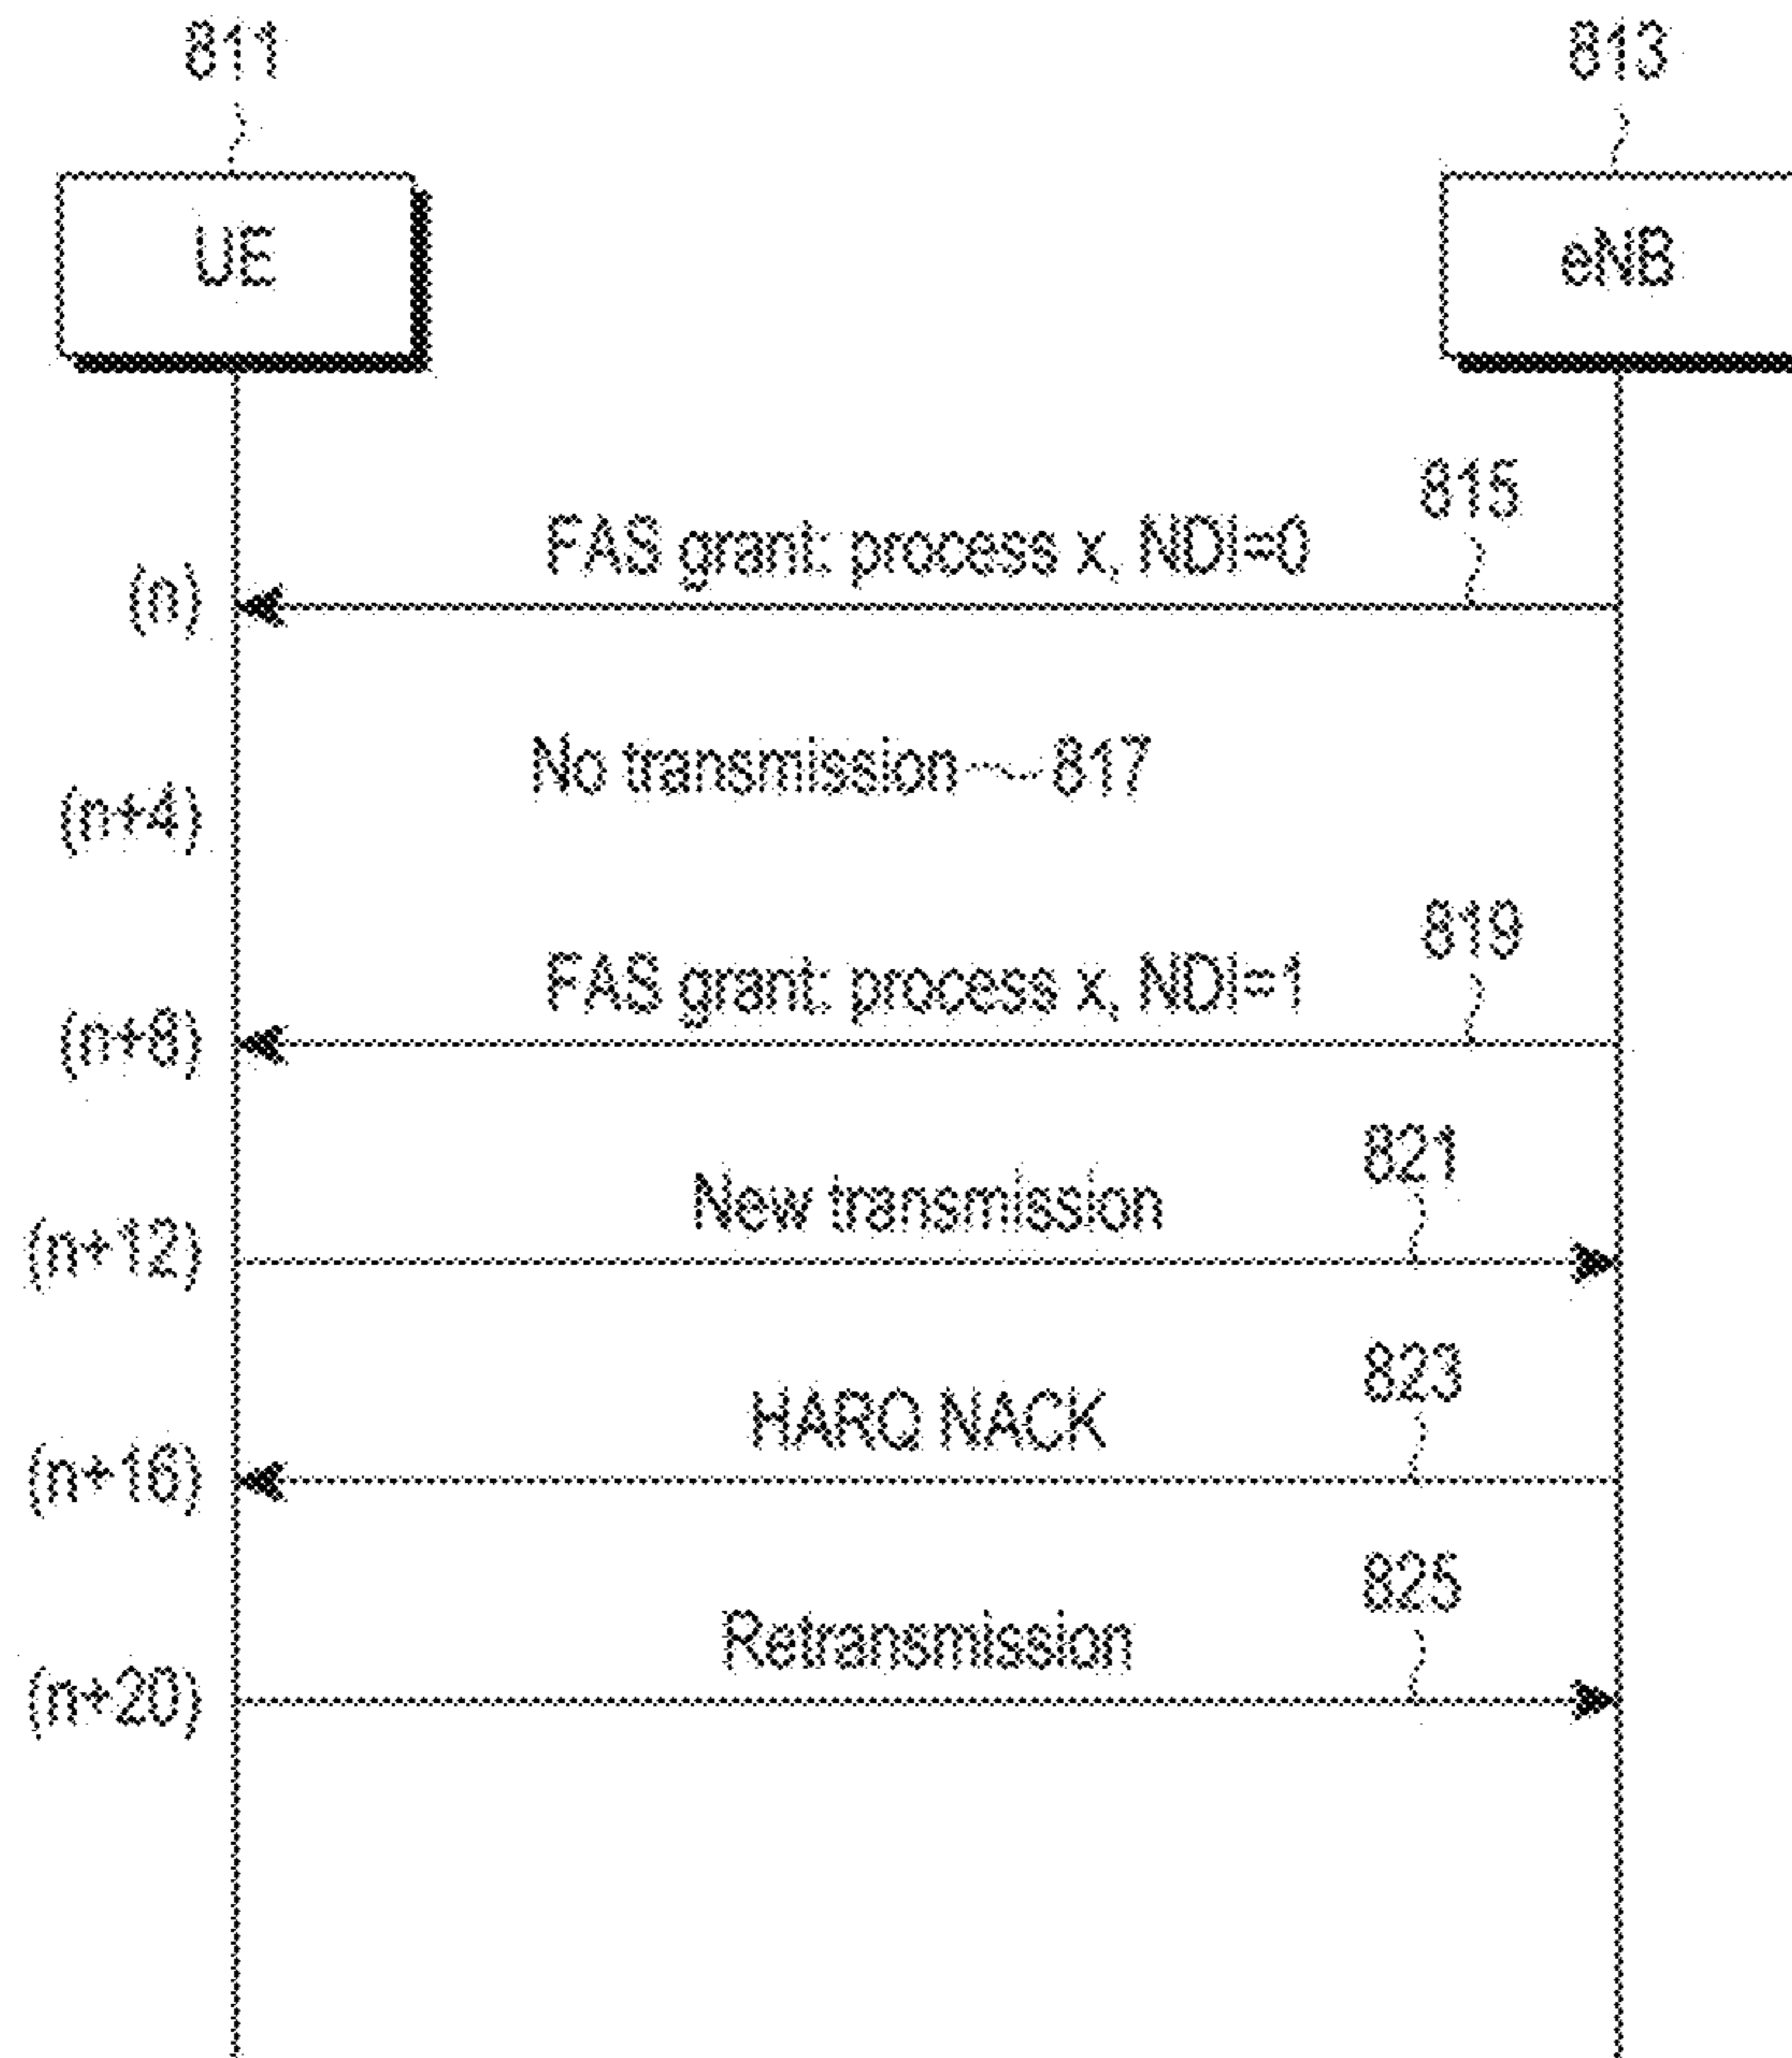 811
813
UE
eNB
815
FAS grant: process x, NDI=0
(n)
No transmission 817
(n+4)
819
FAS grant: process x, NDI=1
(n+8)
821
New transmission
(n+12)
823
HARQ NACK
(n+16)
825
Retransmission
(n+20)